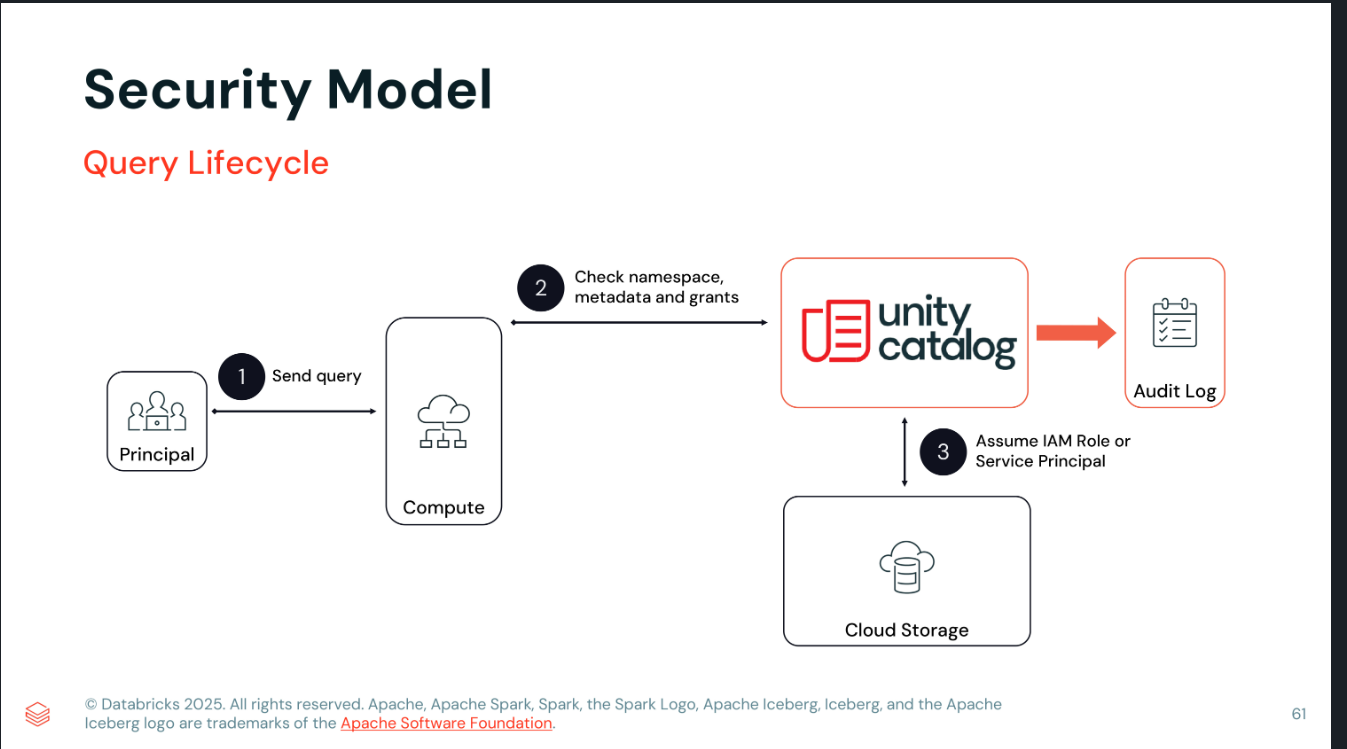 Security Model
Query Lifecycle
1
Send query
Principal
Compute
2
Check namespace,
metadata and grants
unity
catalog
Audit Log
3
Assume IAM Role or
Service Principal
Cloud Storage
© Databricks 2025. All rights reserved. Apache, Apache Spark, Spark, the Spark Logo, Apache Iceberg, Iceberg, and the Apache
Iceberg logo are trademarks of the Apache Software Foundation.
61